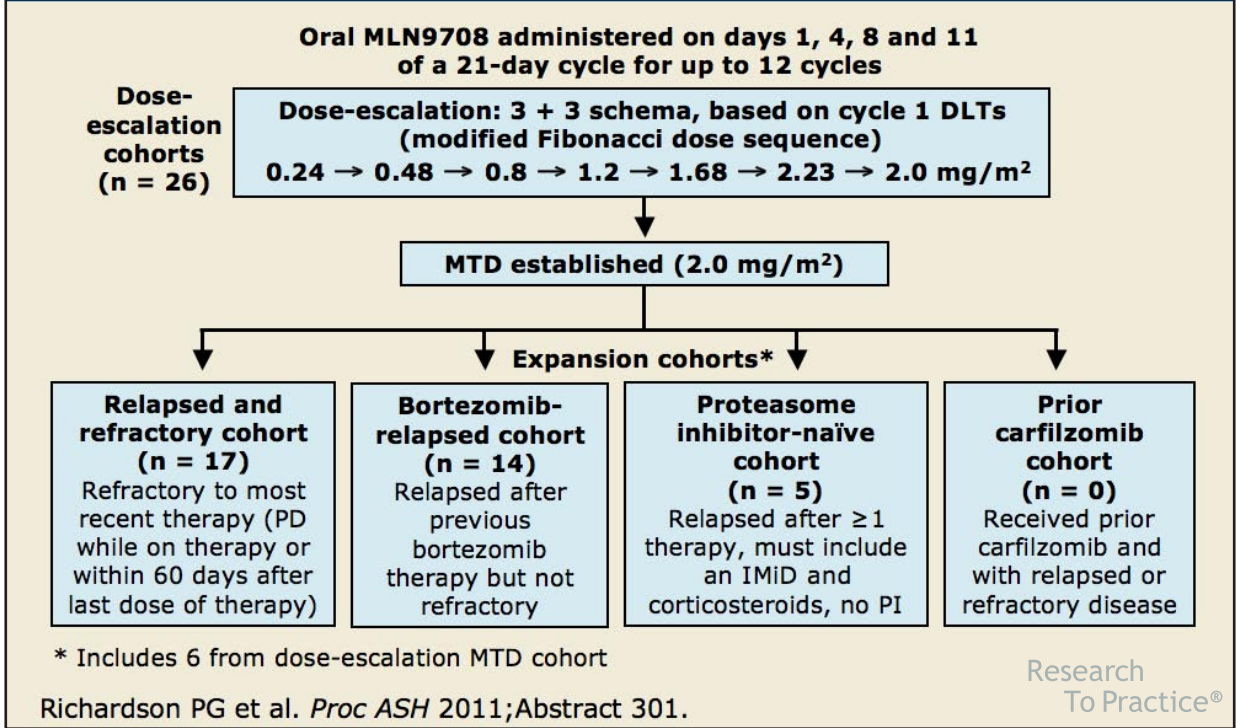 Oral MLN9708 administered on days 1, 4, 8 and 11
of a 21-day cycle for up to 12 cycles
Dose-
escalation
cohorts
(n = 26)
Dose-escalation: 3 + 3 schema, based on cycle 1 DLTs
(modified Fibonacci dose sequence)
0.24 → 0.48 → 0.8 → 1.2 → 1.68 → 2.23 → 2.0 mg/m²
MTD established (2.0 mg/m²)
Expansion cohorts*
Relapsed and
refractory cohort
(n = 17)
Refractory to most
recent therapy (PD
while on therapy or
within 60 days after
last dose of therapy)
Bortezomib-
relapsed cohort
(n = 14)
Relapsed after
previous
bortezomib
therapy but not
refractory
Proteasome
inhibitor-naïve
cohort
(n = 5)
Relapsed after ≥1
therapy, must include
an IMiD and
corticosteroids, no PI
Prior
carfilzomib
cohort
(n = 0)
Received prior
carfilzomib and
with relapsed or
refractory disease
* Includes 6 from dose-escalation MTD cohort
Richardson PG et al. Proc ASH 2011;Abstract 301.
Research
To Practice®